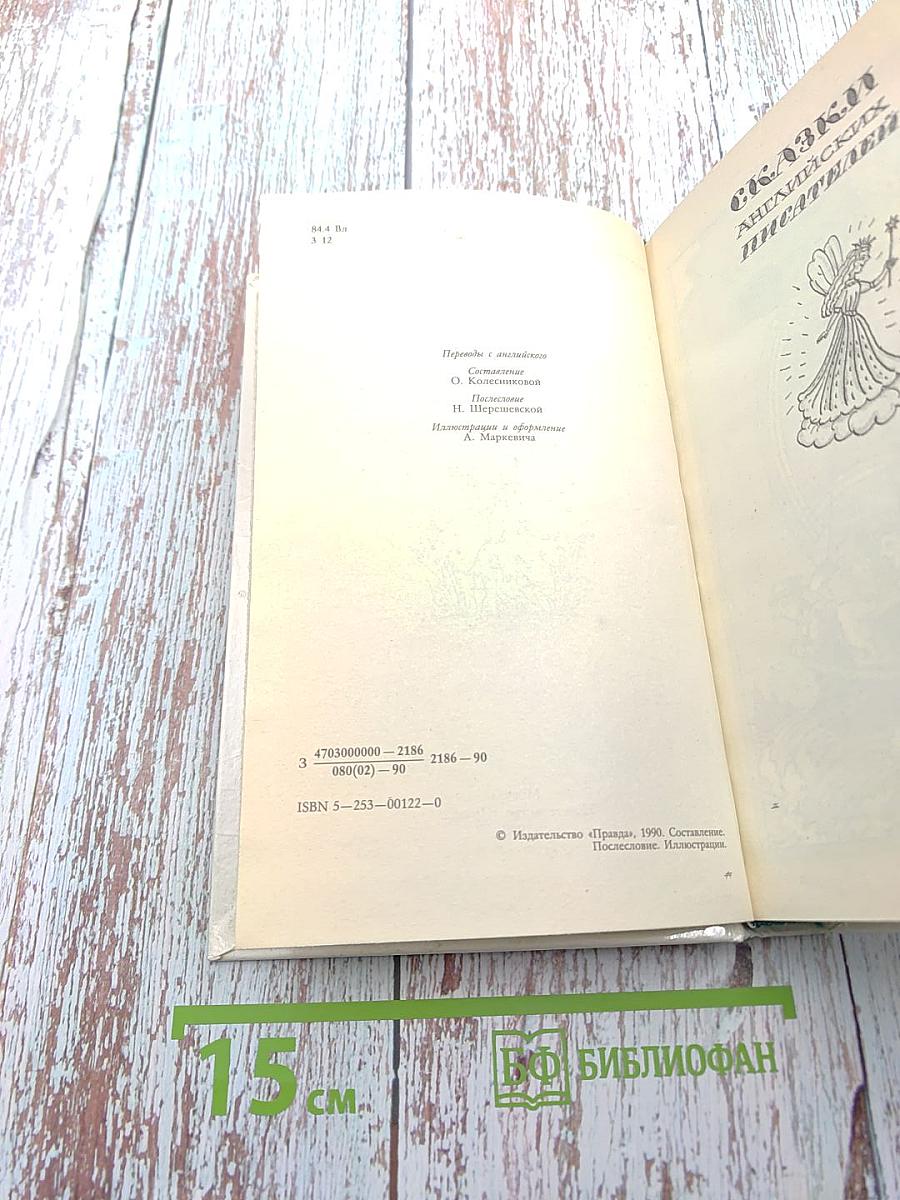 84.4 Вл
З 12
Переводы с английского
Составление
О. Колесниковой
Послесловие
Н. Шерешевской
Иллюстрации и оформление
А. Маркевича
З 4703000000 — 2186
080(02) — 90
2186 — 90
ISBN 5—253—00122—0
© Издательство «Правда», 1990. Составление.
Послесловие. Иллюстрации.
СКАЗКИ
АНГЛИЙСКИХ
ПИСАТЕЛЕЙ
15 см
БФ БИБЛИОФАН